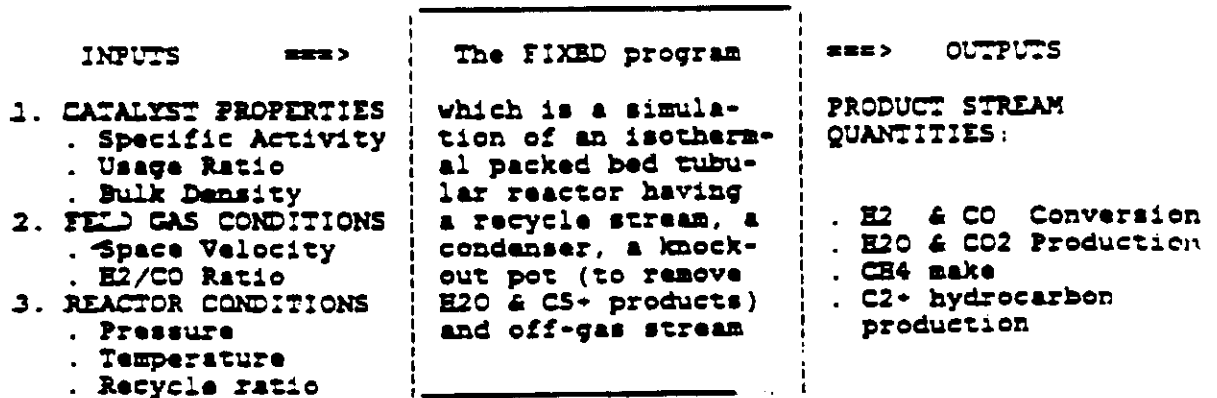 INPUTS ===>
1. CATALYST PROPERTIES
. Specific Activity
. Usage Ratio
. Bulk Density
2. FEED GAS CONDITIONS
. Space Velocity
. H2/CO Ratio
3. REACTOR CONDITIONS
. Pressure
. Temperature
. Recycle ratio
The FIXBD program
which is a simula-
tion of an isotherm-
al packed bed tubu-
lar reactor having
a recycle stream, a
condenser, a knock-
out pot (to remove
H2O & C5+ products)
and off-gas stream
===> OUTPUTS
PRODUCT STREAM
QUANTITIES:
. H2 & CO Conversion
. H2O & CO2 Production
. CH4 make
. C2+ hydrocarbon
production